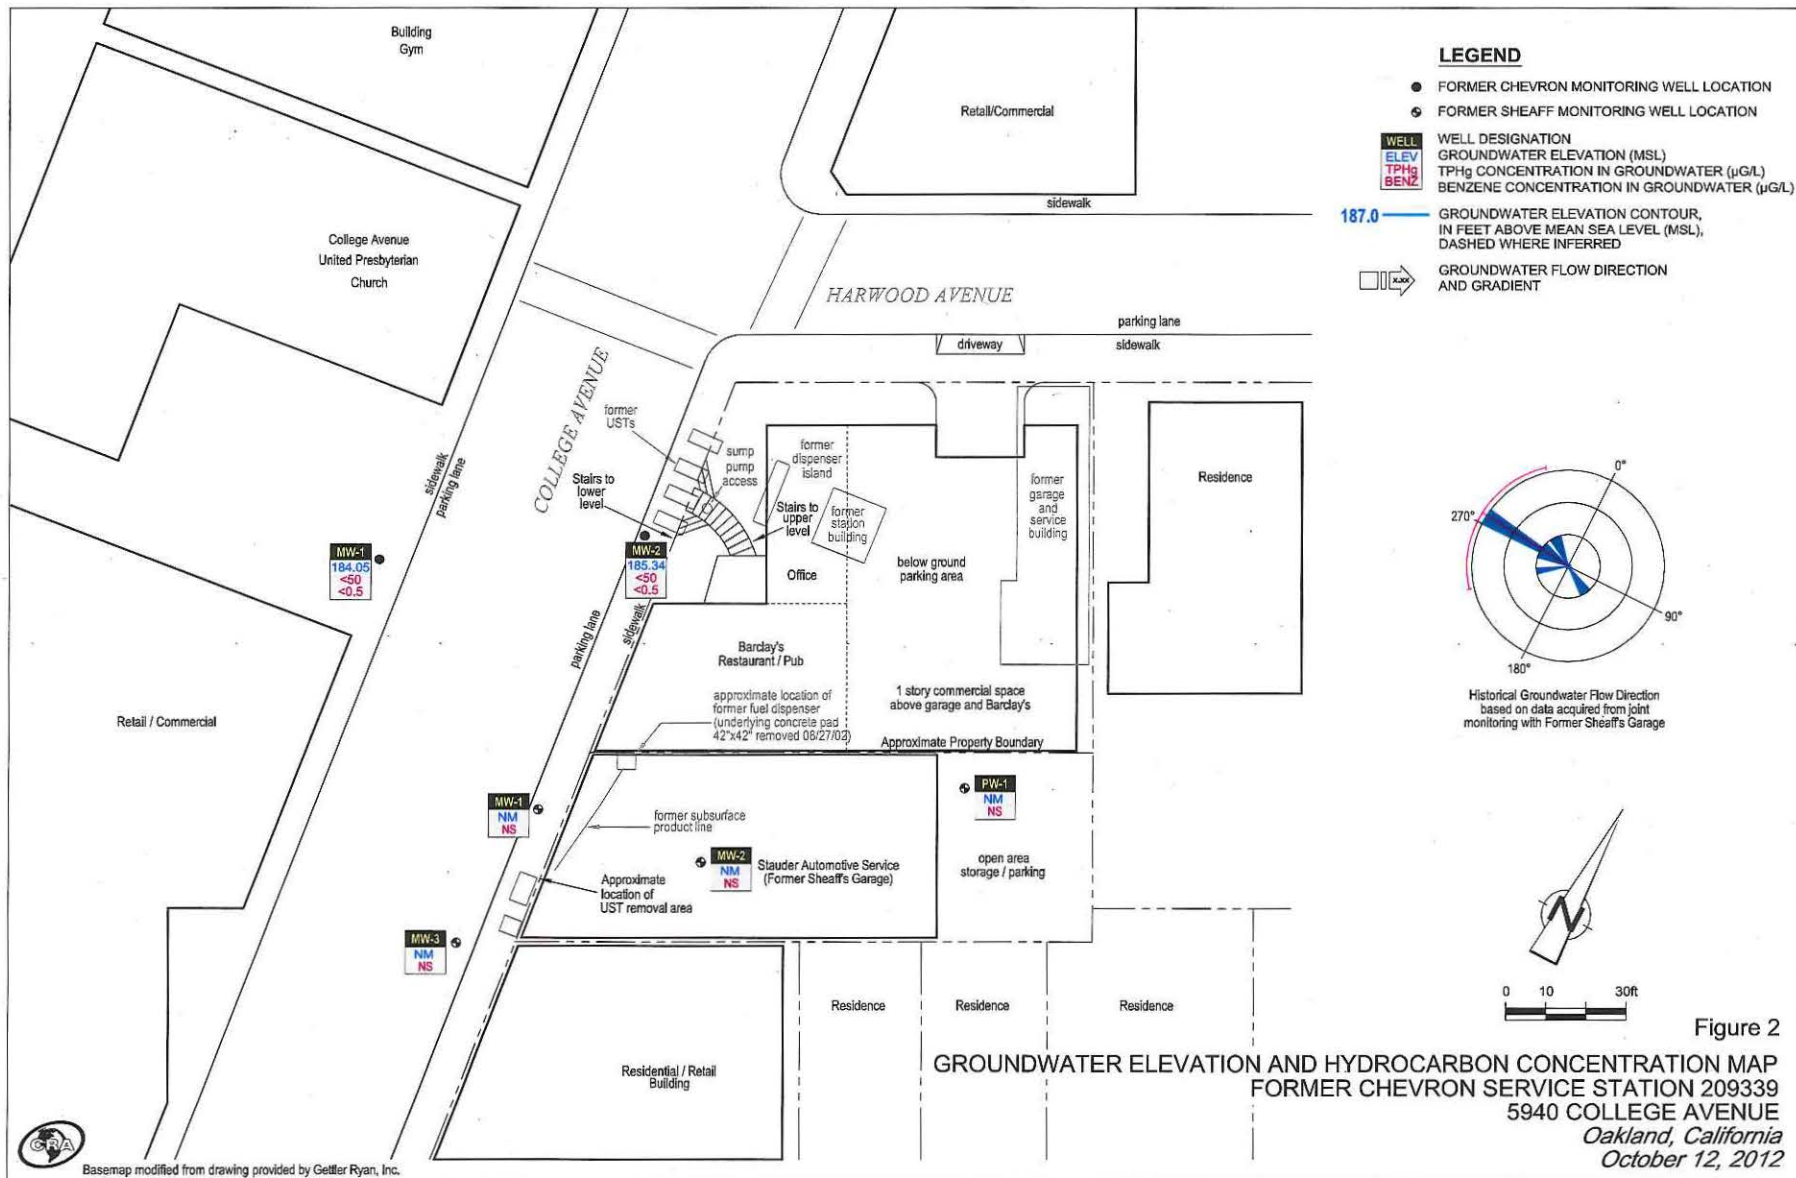 Building
Gym
Retail/Commercial
LEGEND
FORMER CHEVRON MONITORING WELL LOCATION
FORMER SHEAFF MONITORING WELL LOCATION
WELL
ELEV
TPHg
BENZ
WELL DESIGNATION
GROUNDWATER ELEVATION (MSL)
TPHg CONCENTRATION IN GROUNDWATER (µG/L)
BENZENE CONCENTRATION IN GROUNDWATER (µG/L)
187.0
GROUNDWATER ELEVATION CONTOUR,
IN FEET ABOVE MEAN SEA LEVEL (MSL),
DASHED WHERE INFERRED
x.xx
GROUNDWATER FLOW DIRECTION
AND GRADIENT
sidewalk
College Avenue
United Presbyterian
Church
HARWOOD AVENUE
parking lane
sidewalk
driveway
COLLEGE AVENUE
former
USTs
sump
pump
access
former
dispenser
island
Stairs to
lower
level
Stairs to
upper
level
former
station
building
former
garage
and
service
building
Residence
sidewalk
parking lane
MW-1
184.05
<50
<0.5
MW-2
185.34
<50
<0.5
Office
below ground
parking area
parking lane
sidewalk
Barclay's
Restaurant / Pub
approximate location of
former fuel dispenser
(underlying concrete pad
42"x42" removed 08/27/02)
1 story commercial space
above garage and Barclay's
Approximate Property Boundary
0°
270°
90°
180°
Historical Groundwater Flow Direction
based on data acquired from joint
monitoring with Former Sheaff's Garage
Retail / Commercial
MW-1
NM
NS
former subsurface
product line
MW-2
NM
NS
Stauder Automotive Service
(Former Sheaff's Garage)
PW-1
NM
NS
open area
storage / parking
Approximate
location of
UST removal area
MW-3
NM
NS
N
0 10 30ft
Residence
Residence
Residence
Residential / Retail
Building
Figure 2
GROUNDWATER ELEVATION AND HYDROCARBON CONCENTRATION MAP
FORMER CHEVRON SERVICE STATION 209339
5940 COLLEGE AVENUE
Oakland, California
October 12, 2012
CRA
Basemap modified from drawing provided by Gettler Ryan, Inc.